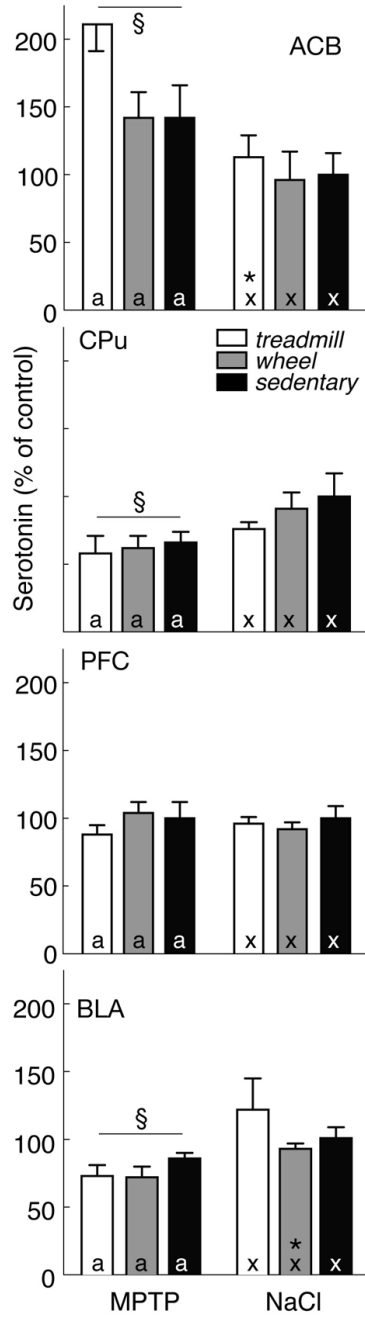 200
§
ACB
150
100
50
*
a a a x x x
0
CPu
treadmill
wheel
sedentary
§
a a a x x x
Serotonin (% of control)
PFC
200
150
100
50
a a a x x x
0
200
BLA
150
§
100
50
*
a a a x x x
0
MPTP NaCl